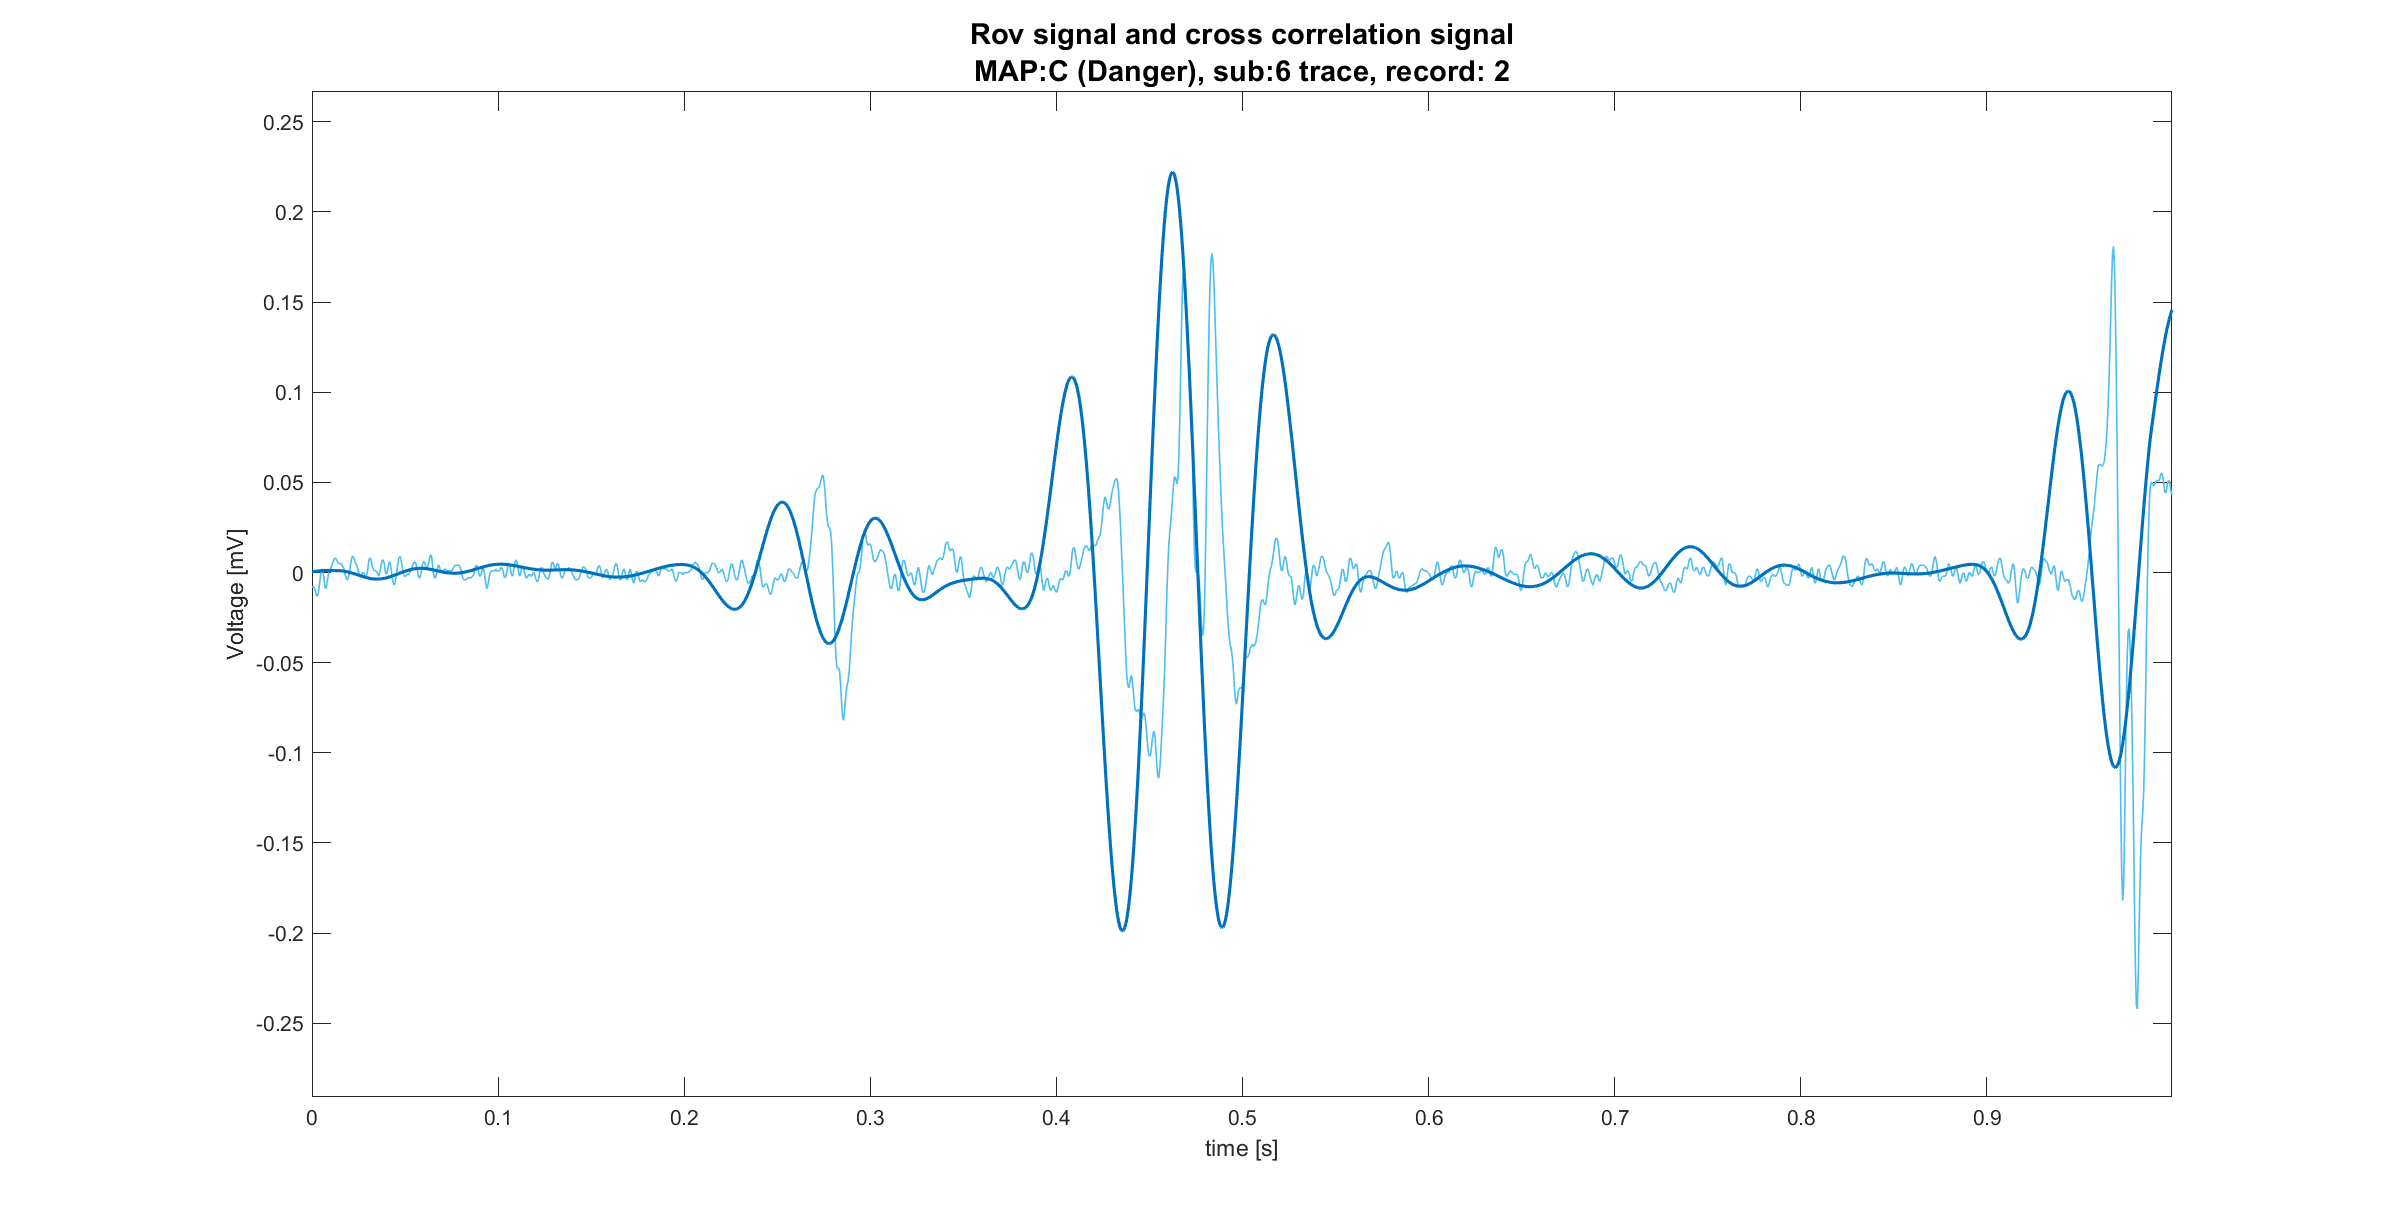 Rov signal and cross correlation signal
MAP:C (Danger), sub:6 trace, record: 2
0.25
0.2
0.15
0.1
0.05
0
-0.05
-0.1
-0.15
-0.2
-0.25
Voltage [mV]
0 0.1 0.2 0.3 0.4 0.5 0.6 0.7 0.8 0.9
time [s]